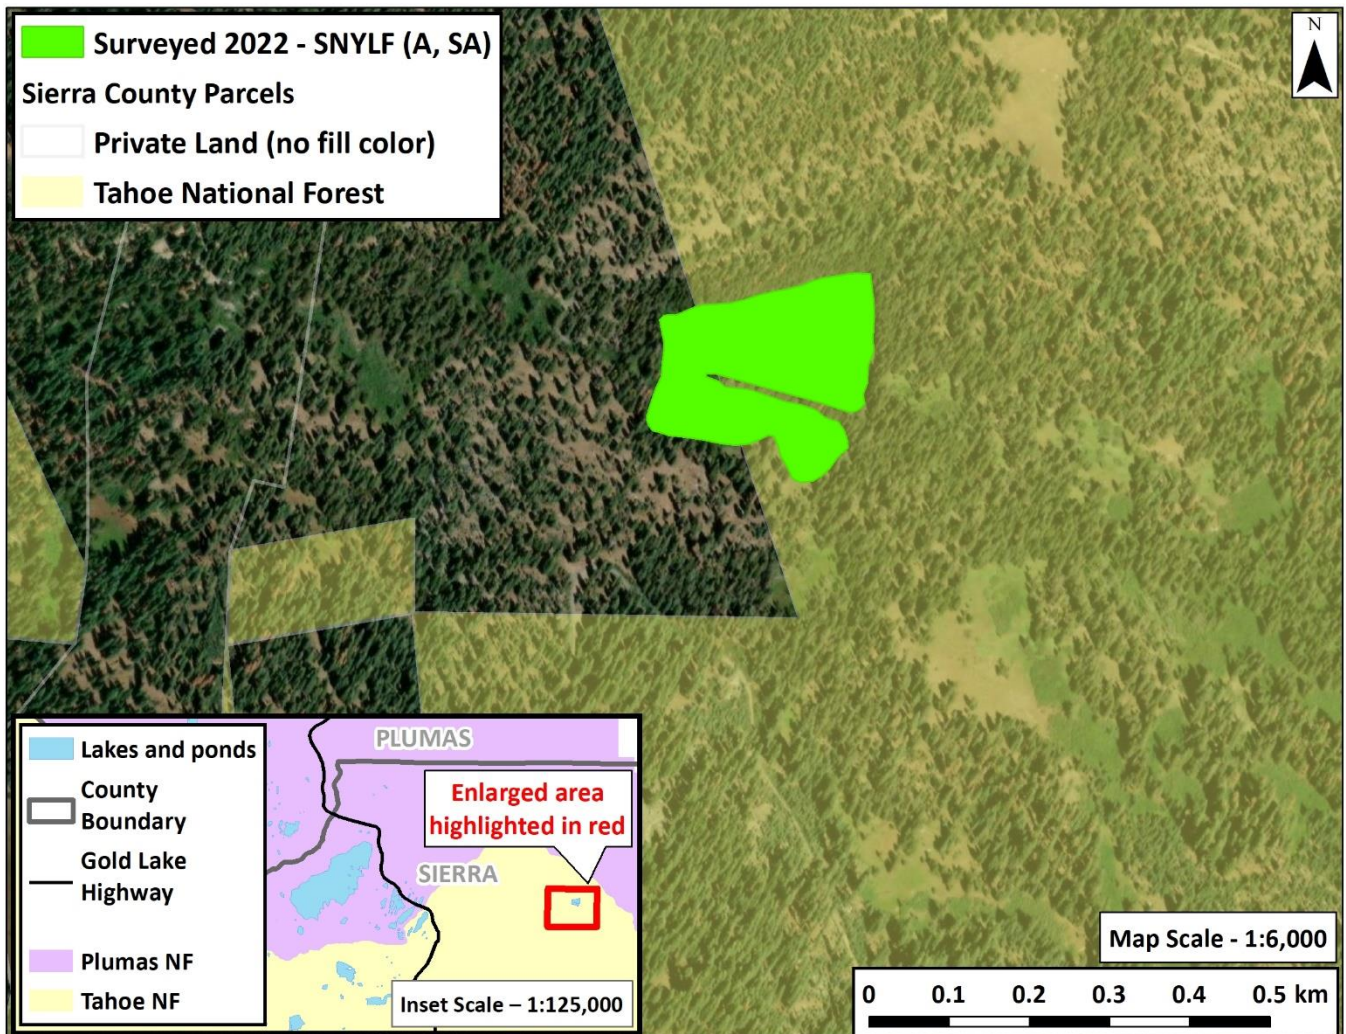 Surveyed 2022 - SNYLF (A, SA)
Sierra County Parcels
Private Land (no fill color)
Tahoe National Forest
N
Lakes and ponds
County
Boundary
Gold Lake
Highway
Plumas NF
Tahoe NF
PLUMAS
Enlarged area
highlighted in red
SIERRA
Inset Scale – 1:125,000
Map Scale - 1:6,000
0 0.1 0.2 0.3 0.4 0.5 km